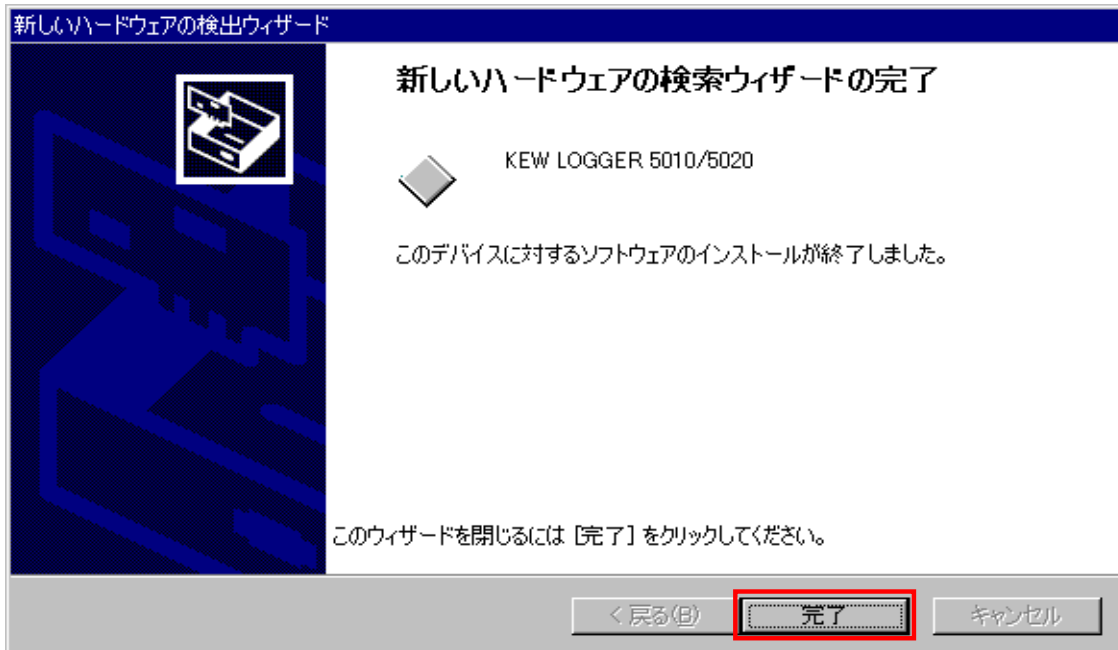 新しいハードウェアの検出ウィザード
新しいハードウェアの検索ウィザードの完了
KEW LOGGER 5010/5020
このデバイスに対するソフトウェアのインストールが終了しました。
このウィザードを閉じるには [完了] をクリックしてください。
< 戻る(B)
完了
キャンセル